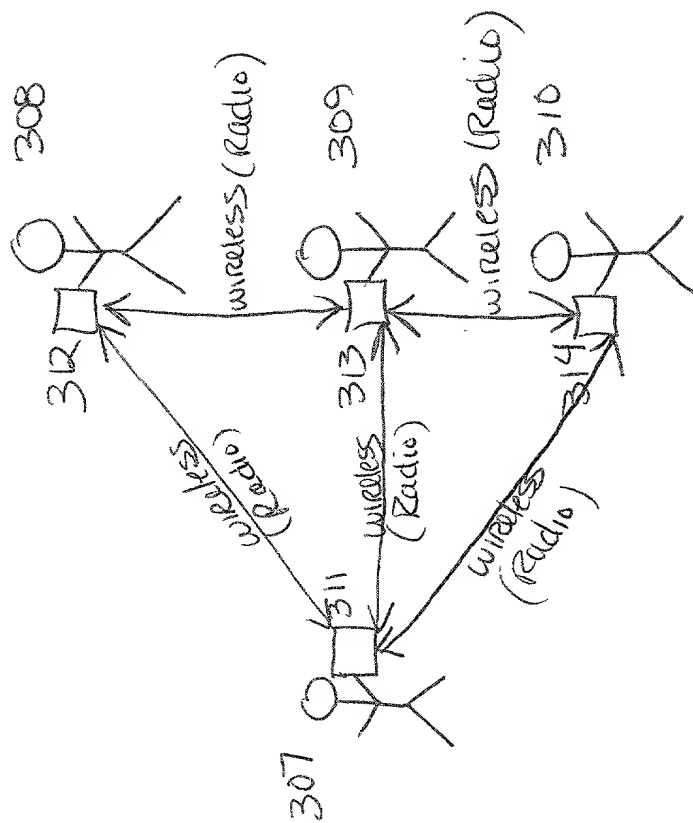 308
wireless (Radio)
309
wireless (Radio)
310
312
313
314
wireless
(Radio)
wireless
(Radio)
wireless
(Radio)
311
307